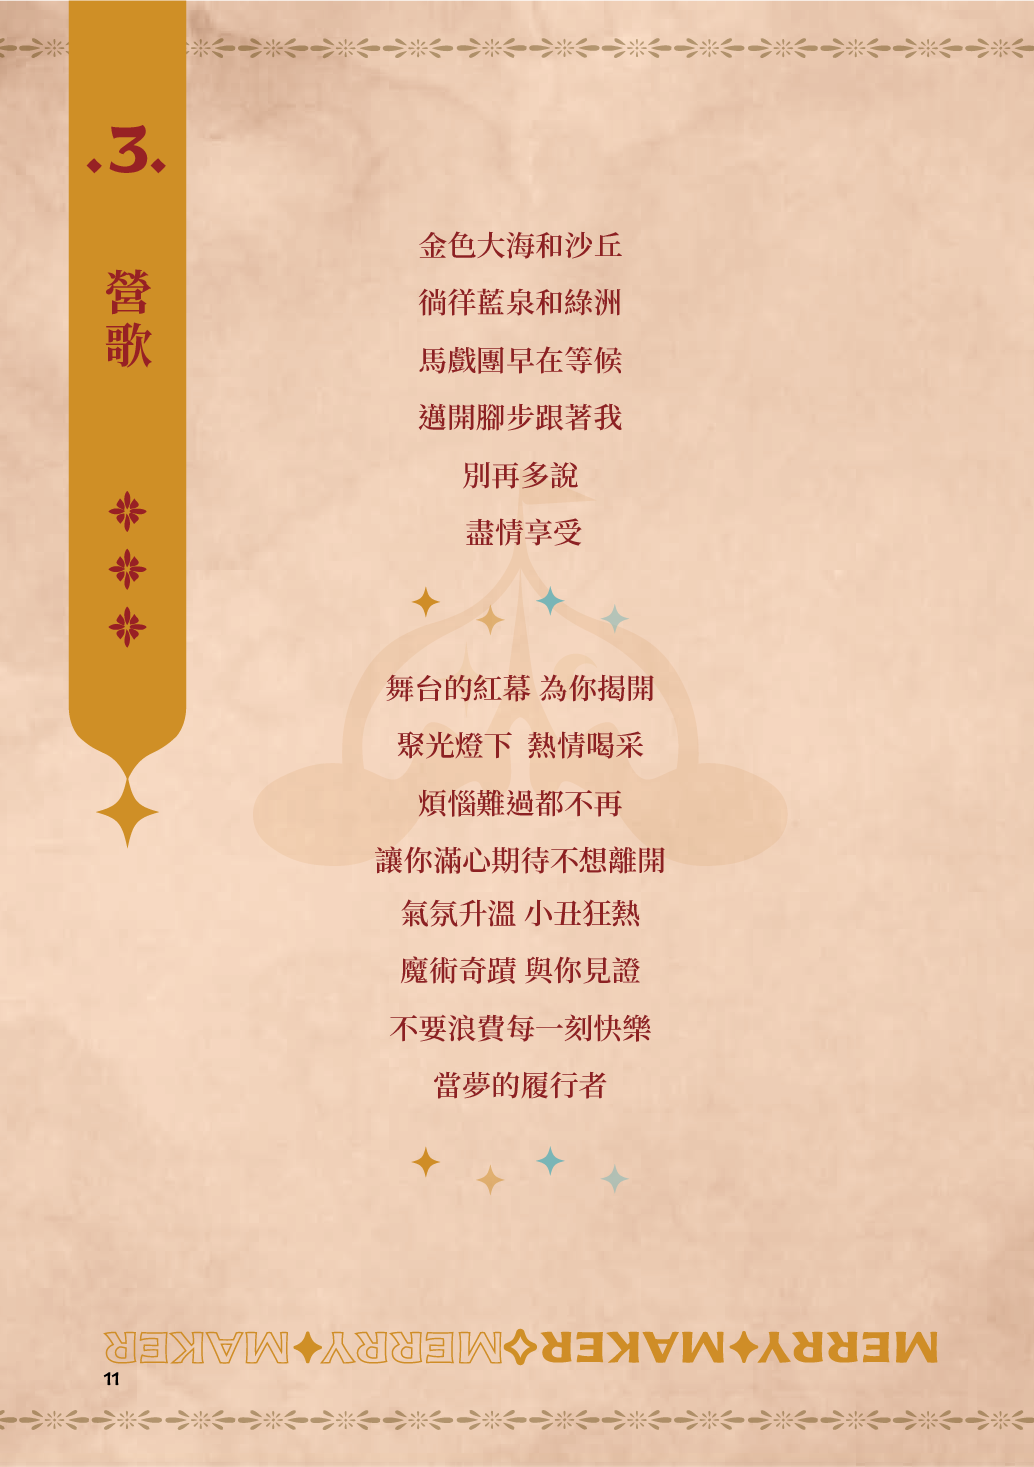 .3.
營歌
金色大海和沙丘
徜徉藍泉和綠洲
馬戲團早在等候
邁開腳步跟著我
別再多說
盡情享受
舞台的紅幕 為你揭開
聚光燈下 熱情喝采
煩惱難過都不再
讓你滿心期待不想離開
氣氛升溫 小丑狂熱
魔術奇蹟 與你見證
不要浪費每一刻快樂
當夢的履行者
MERRY MAKER MERRY MAKER
11